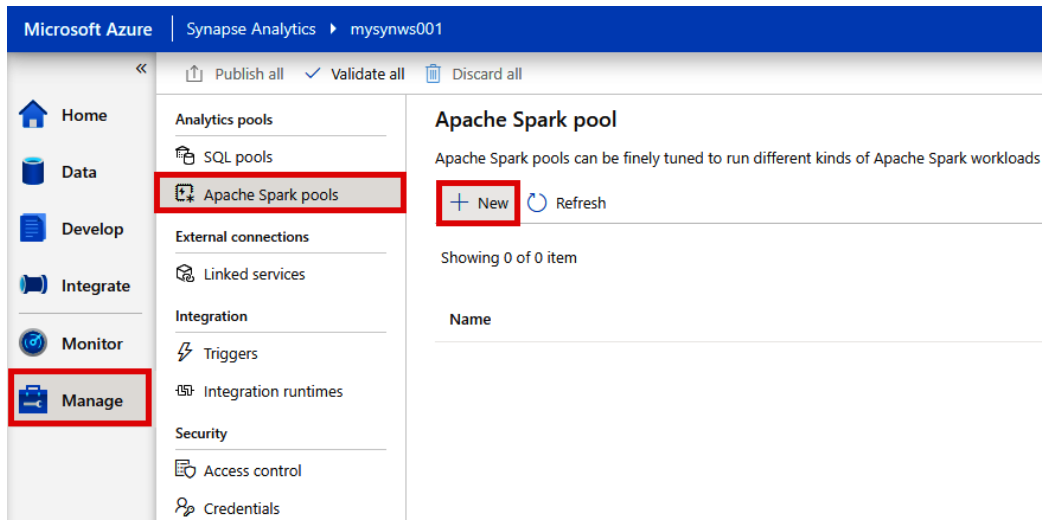 Microsoft Azure
Synapse Analytics
mysynws001
«
Publish all
Validate all
Discard all
Home
Data
Develop
Integrate
Monitor
Manage
Analytics pools
SQL pools
Apache Spark pools
External connections
Linked services
Integration
Triggers
Integration runtimes
Security
Access control
Credentials
Apache Spark pool
Apache Spark pools can be finely tuned to run different kinds of Apache Spark workloads
New
Refresh
Showing 0 of 0 item
Name